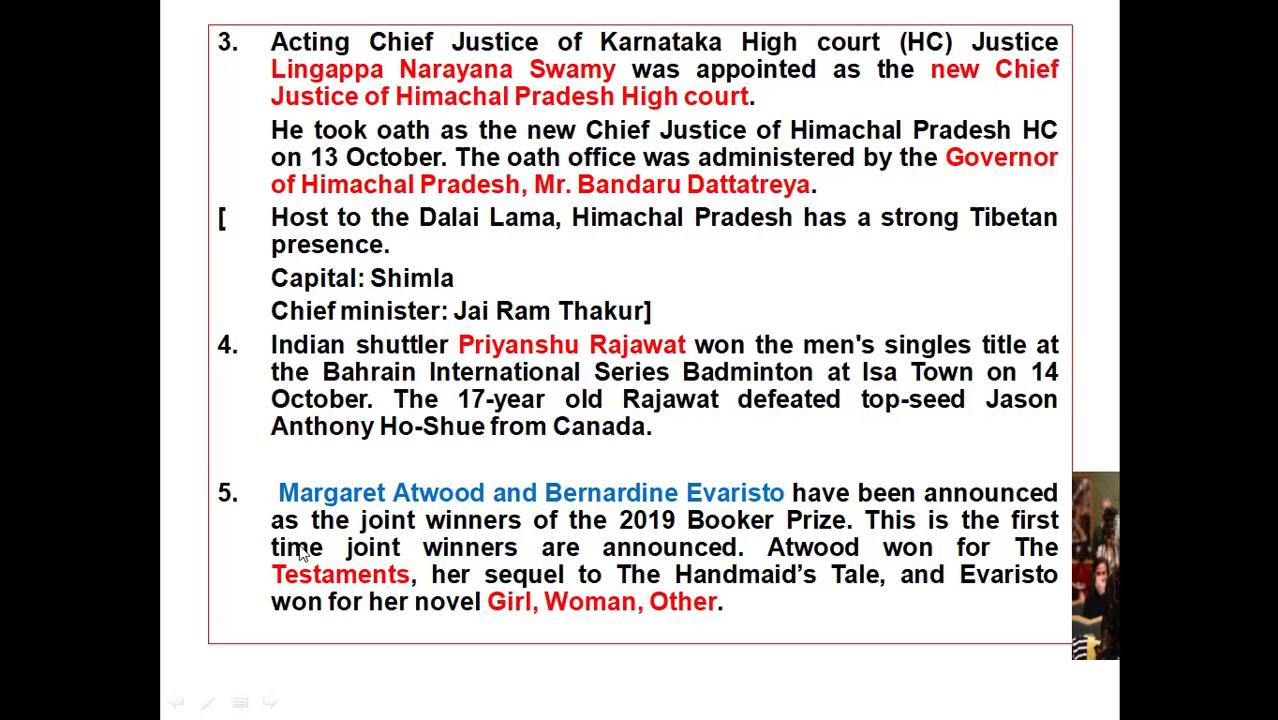 3. Acting Chief Justice of Karnataka High court (HC) Justice
Lingappa Narayana Swamy was appointed as the new Chief
Justice of Himachal Pradesh High court.
He took oath as the new Chief Justice of Himachal Pradesh HC
on 13 October. The oath office was administered by the Governor
of Himachal Pradesh, Mr. Bandaru Dattatreya.
[ Host to the Dalai Lama, Himachal Pradesh has a strong Tibetan
presence.
Capital: Shimla
Chief minister: Jai Ram Thakur]
4. Indian shuttler Priyanshu Rajawat won the men's singles title at
the Bahrain International Series Badminton at Isa Town on 14
October. The 17-year old Rajawat defeated top-seed Jason
Anthony Ho-Shue from Canada.
5. Margaret Atwood and Bernardine Evaristo have been announced
as the joint winners of the 2019 Booker Prize. This is the first
time joint winners are announced. Atwood won for The
Testaments, her sequel to The Handmaid’s Tale, and Evaristo
won for her novel Girl, Woman, Other.